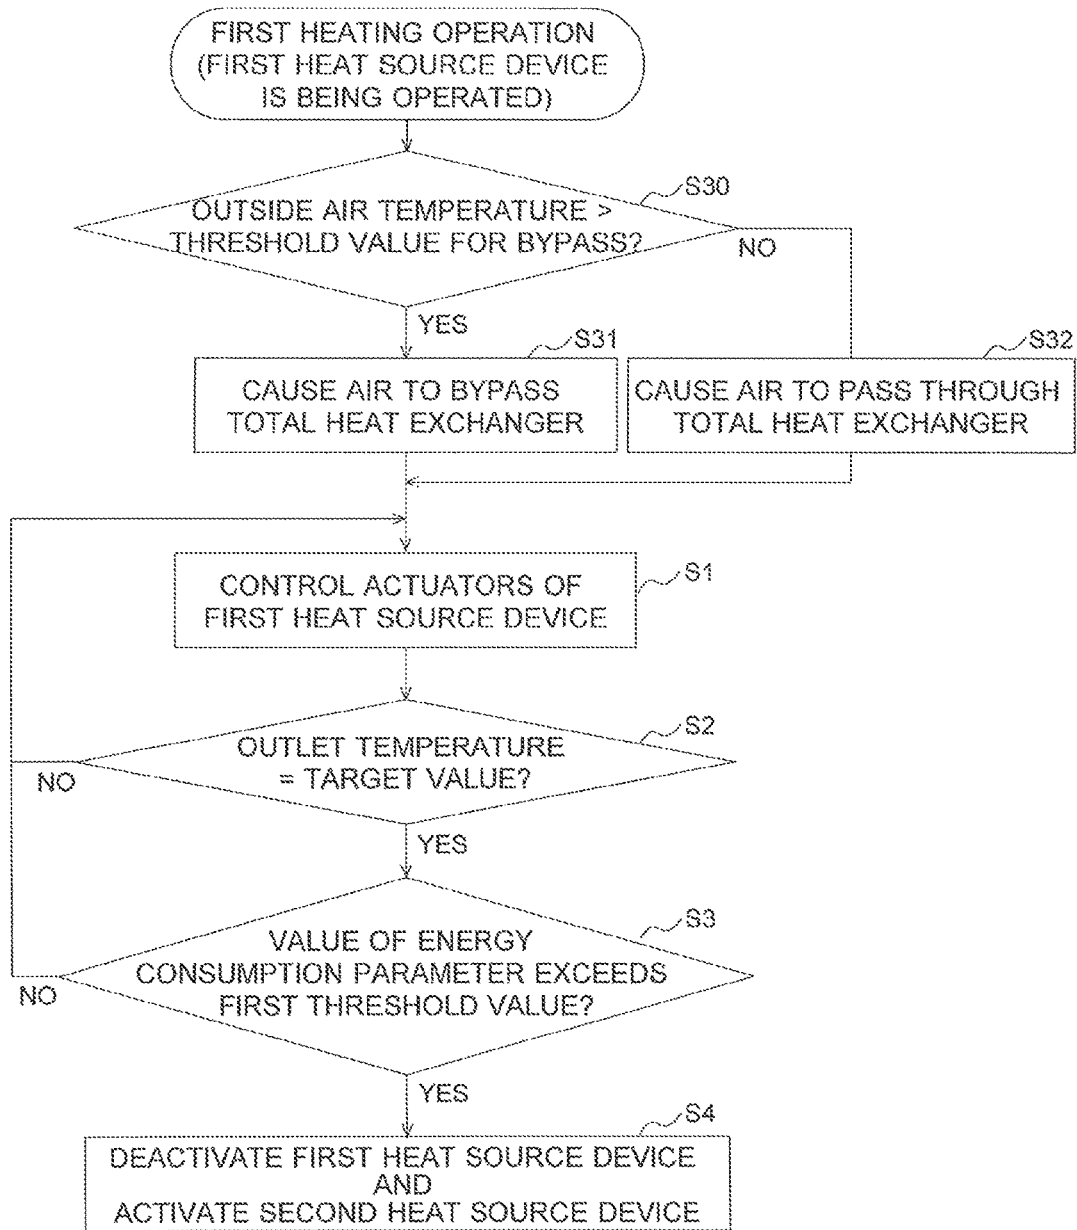 FIRST HEATING OPERATION
(FIRST HEAT SOURCE DEVICE
IS BEING OPERATED)
S30
OUTSIDE AIR TEMPERATURE >
THRESHOLD VALUE FOR BYPASS?
NO
YES
S31
CAUSE AIR TO BYPASS
TOTAL HEAT EXCHANGER
S32
CAUSE AIR TO PASS THROUGH
TOTAL HEAT EXCHANGER
S1
CONTROL ACTUATORS OF
FIRST HEAT SOURCE DEVICE
S2
OUTLET TEMPERATURE
= TARGET VALUE?
NO
YES
S3
VALUE OF ENERGY
CONSUMPTION PARAMETER EXCEEDS
FIRST THRESHOLD VALUE?
NO
YES
S4
DEACTIVATE FIRST HEAT SOURCE DEVICE
AND
ACTIVATE SECOND HEAT SOURCE DEVICE